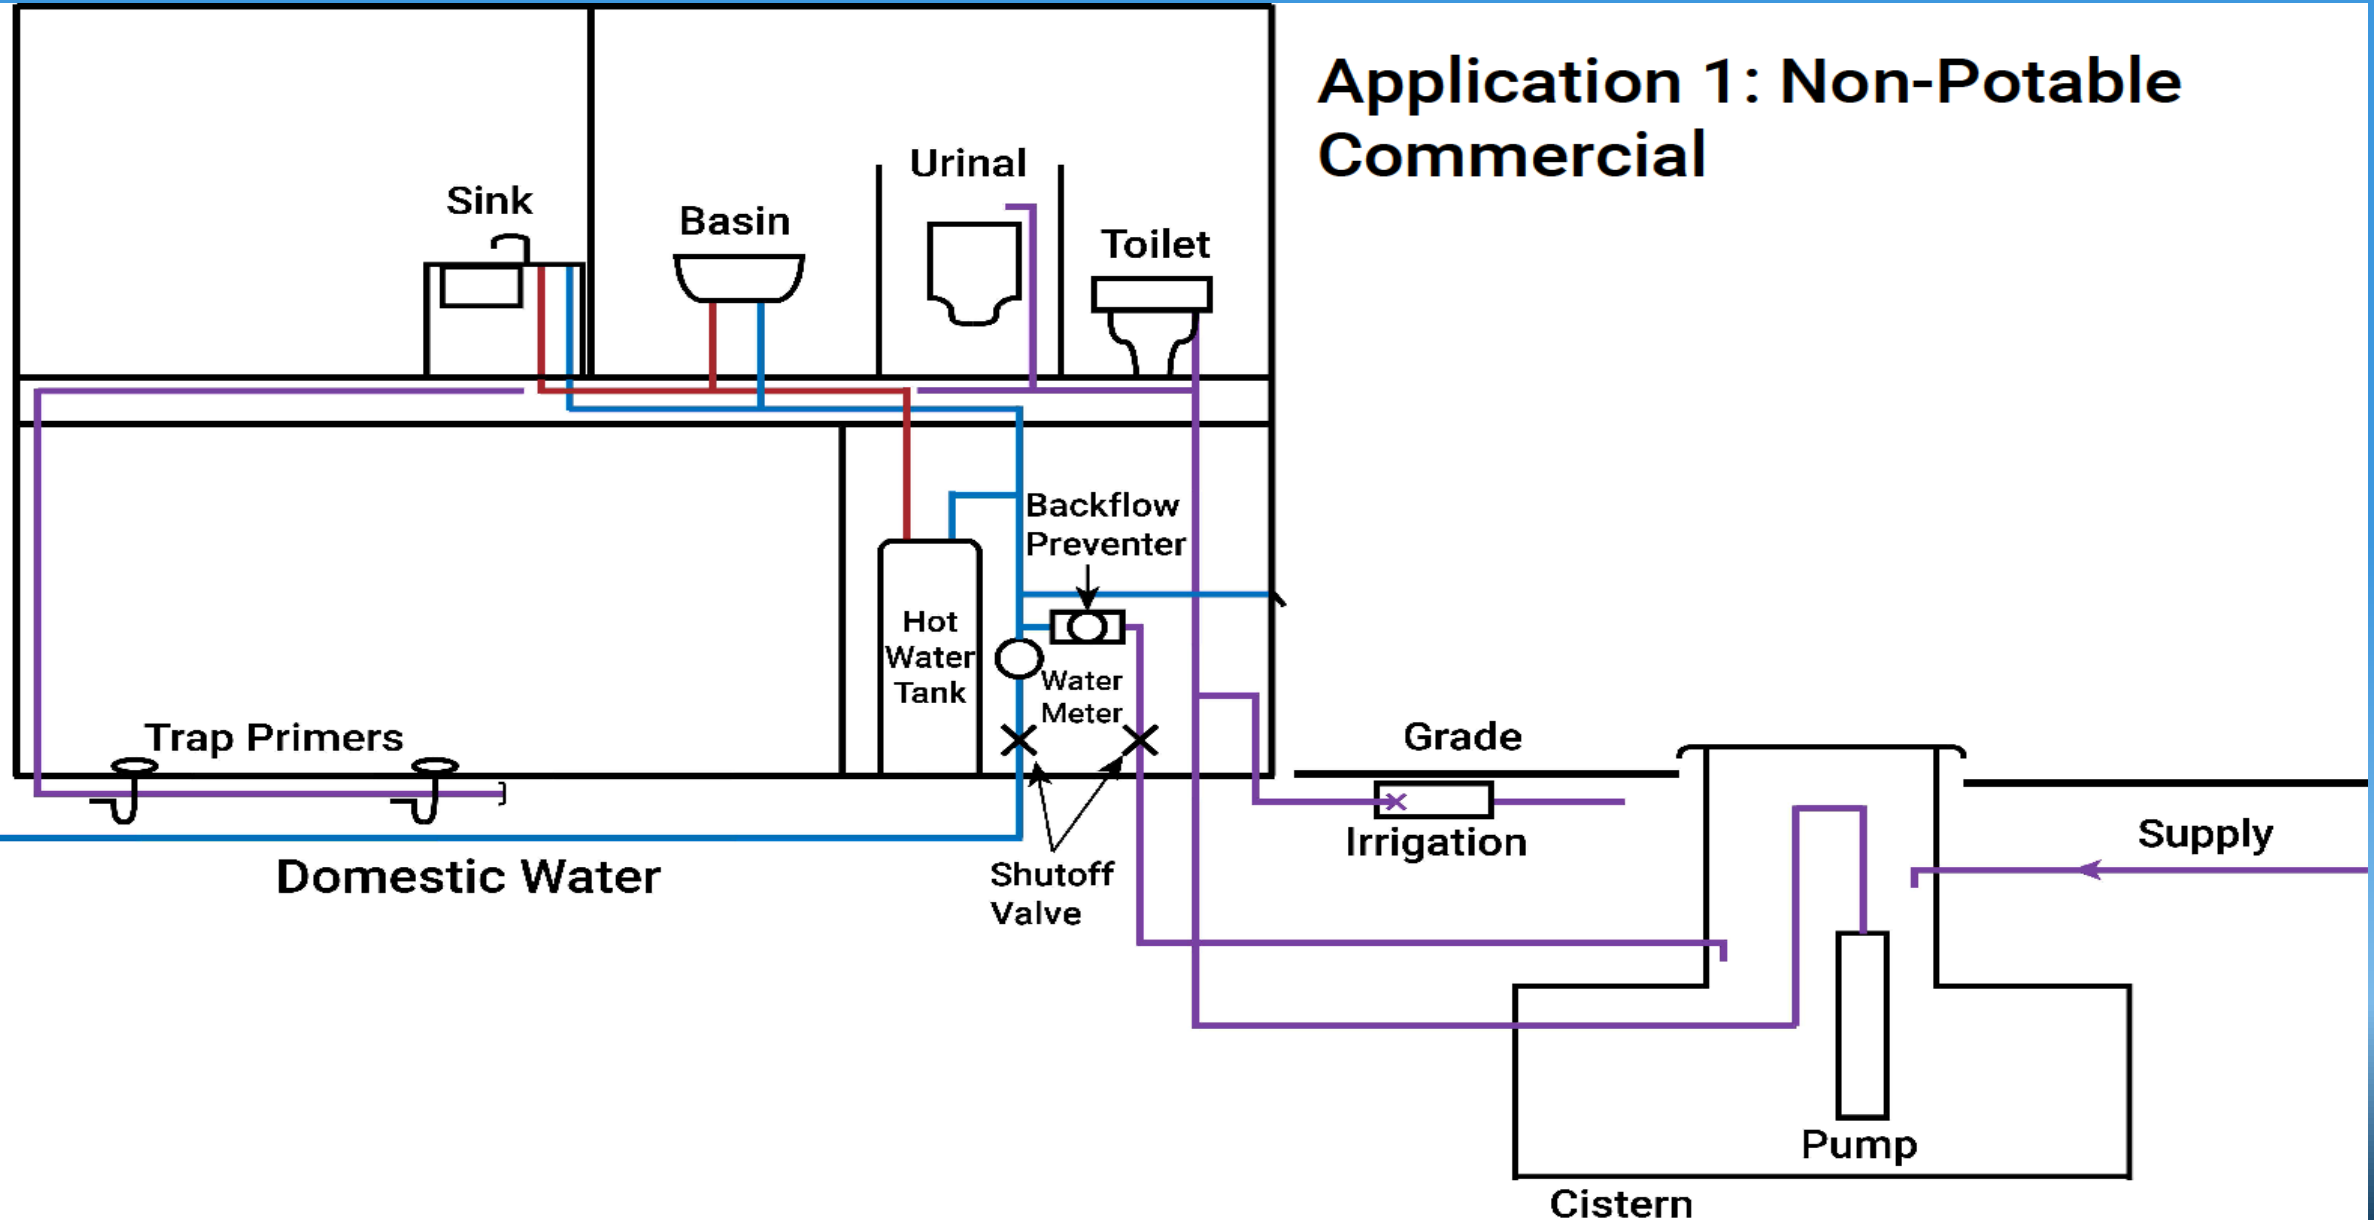 Application 1: Non-Potable
Commercial
Urinal
Sink
Basin
Toilet
Backflow
Preventer
Hot
Water
Tank
Water
Meter
Trap Primers
Grade
Irrigation
Supply
Domestic Water
Shutoff
Valve
Pump
Cistern